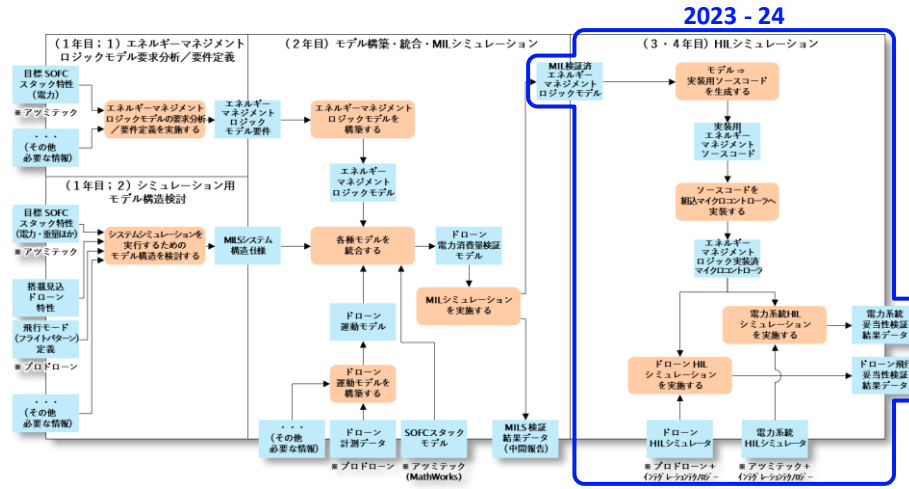 2023 - 24
(1年目；1) エネルギーマネジメント
ロジックモデル要求分析／要件定義
(2年目) モデル構築・統合・MILシミュレーション
(3・4年目) HILシミュレーション
目標 SOFC
スタック特性
(電力)
※ アツミテック
・・・
(その他
必要な情報)
エネルギーマネジメント
ロジックモデルの要求分析
／要件定義を実施する
エネルギー
マネジメント
ロジック
モデル要件
エネルギーマネジメント
ロジックモデルを
構築する
エネルギー
マネジメント
ロジックモデル
MIL検証済
エネルギー
マネジメント
ロジックモデル
モデル ⇒
実装用ソースコード
を生成する
実装用
エネルギー
マネジメント
ソースコード
ソースコードを
組込マイクロコントローラへ
実装する
エネルギー
マネジメント
ロジック実装済
マイクロコントローラ
(1年目；2) シミュレーション用
モデル構造検討
目標 SOFC
スタック特性
(電力・重量ほか)
※ アツミテック
搭載見込
ドローン
特性
飛行モード
(フライトパターン)
定義
※ プロドローン
・・・
(その他
必要な情報)
システムシミュレーションを
実行するための
モデル構造を検討する
MILSシステム
構造仕様
各種モデルを
統合する
ドローン
電力消費量検証
モデル
MILシミュレーション
を実施する
ドローン
運動モデル
ドローン
運動モデルを
構築する
・・・
(その他
必要な情報)
ドローン
計測データ
※ プロドローン
SOFCスタック
モデル
※ アツミテック
(MathWorks)
MILS 検証
結果データ
(中間報告)
電力系統HIL
シミュレーション
を実施する
電力系統
妥当性検証
結果データ
ドローン HIL
シミュレーション
を実施する
ドローン飛行
妥当性検証
結果データ
ドローン
HILシミュレータ
※ プロドローン +
インテグレーションテクノロジー
電力系統
HILシミュレータ
※ アツミテック +
インテグレーションテクノロジー